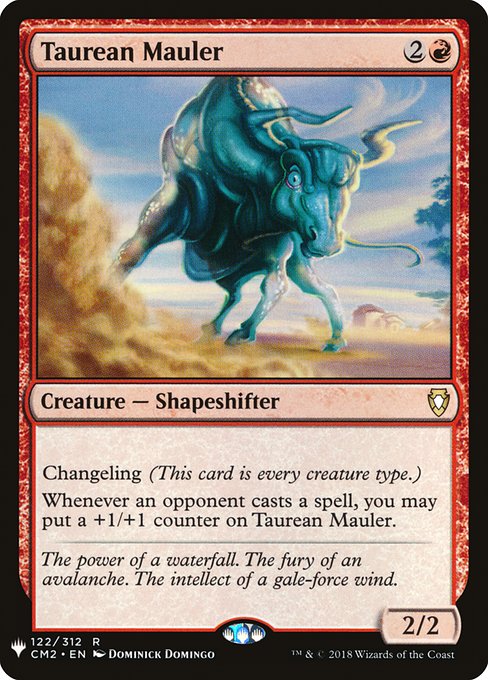 Taurean Mauler 2
Creature — Shapeshifter
Changeling (This card is every creature type.)
Whenever an opponent casts a spell, you may
put a +1/+1 counter on Taurean Mauler.
The power of a waterfall. The fury of an
avalanche. The intellect of a gale-force wind.
2/2
122/312 R
CM2 • EN Dominick Domingo ™ & © 2018 Wizards of the Coast